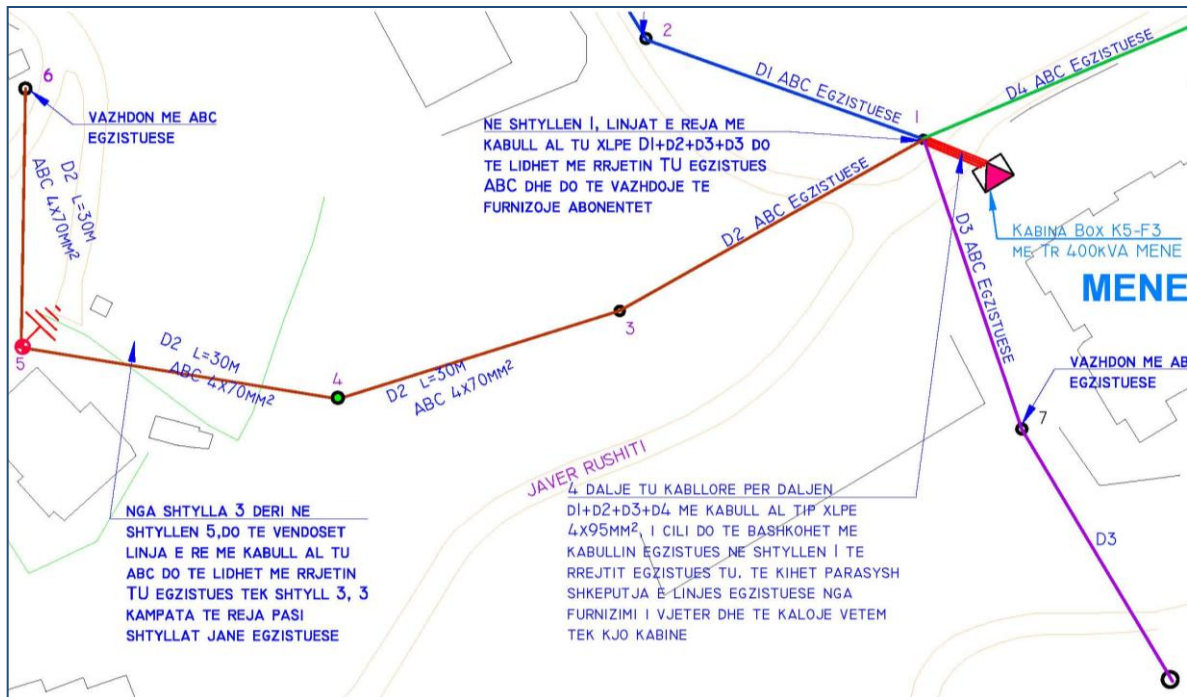 2
D1 ABC EGZISTUESE
D4 ABC EGZISTUESE
1
6
VAZHDON ME ABC
EGZISTUESE
D2 L=30M
ABC 4X70MM²
NE SHTYLLEN 1, LINJAT E REJA ME
KABULL AL TU XLPE D1+D2+D3+D3 DO
TE LIDHET ME RRJETIN TU EGZISTUES
ABC DHE DO TE VAZHDOJE TE
FURNIZOJE ABONENTET
D2 ABC EGZISTUESE
D3 ABC EGZISTUESE
KABINA BOX K5-F3
ME TR 400KVA MENE
MENE
3
5
D2 L=30M
ABC 4X70MM²
4
D2 L=30M
ABC 4X70MM²
VAZHDON ME AB
EGZISTUESE
7
JAVER RUSHITI
4 DALJE TU KABLLORE PER DALJEN
D1+D2+D3+D4 ME KABULL AL TIP XLPE
4X95MM², I CILI DO TE BASHKOHET ME
KABULLIN EGZISTUES NE SHTYLLEN 1 TE
RREJTIT EGZISTUES TU. TE KIHET PARASYSH
SHKEPUTJA E LINJES EGZISTUESE NGA
FURNIZIMI I VJETER DHE TE KALOJE VETEM
TEK KJO KABINE
NGA SHTYLLA 3 DERI NE
SHTYLLEN 5,DO TE VENDOSET
LINJA E RE ME KABULL AL TU
ABC DO TE LIDHET ME RRJETIN
TU EGZISTUES TEK SHTYLL 3, 3
KAMPATA TE REJA PASI
SHTYLLAT JANE EGZISTUESE
D3